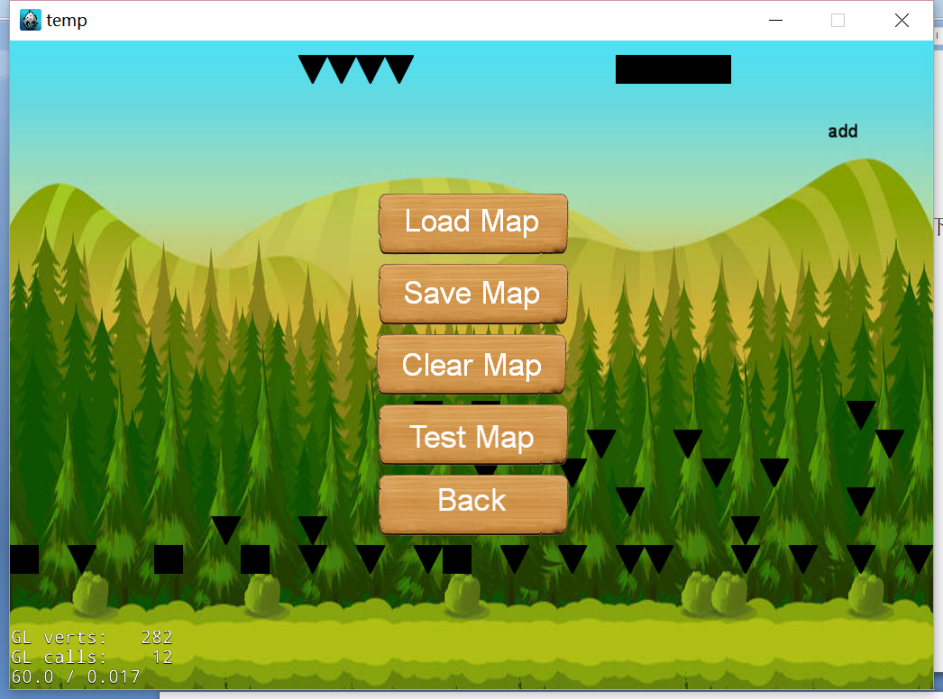 temp
add
Load Map
Save Map
Clear Map
Test Map
Back
GL verts: 282
GL calls: 12
60.0 / 0.017